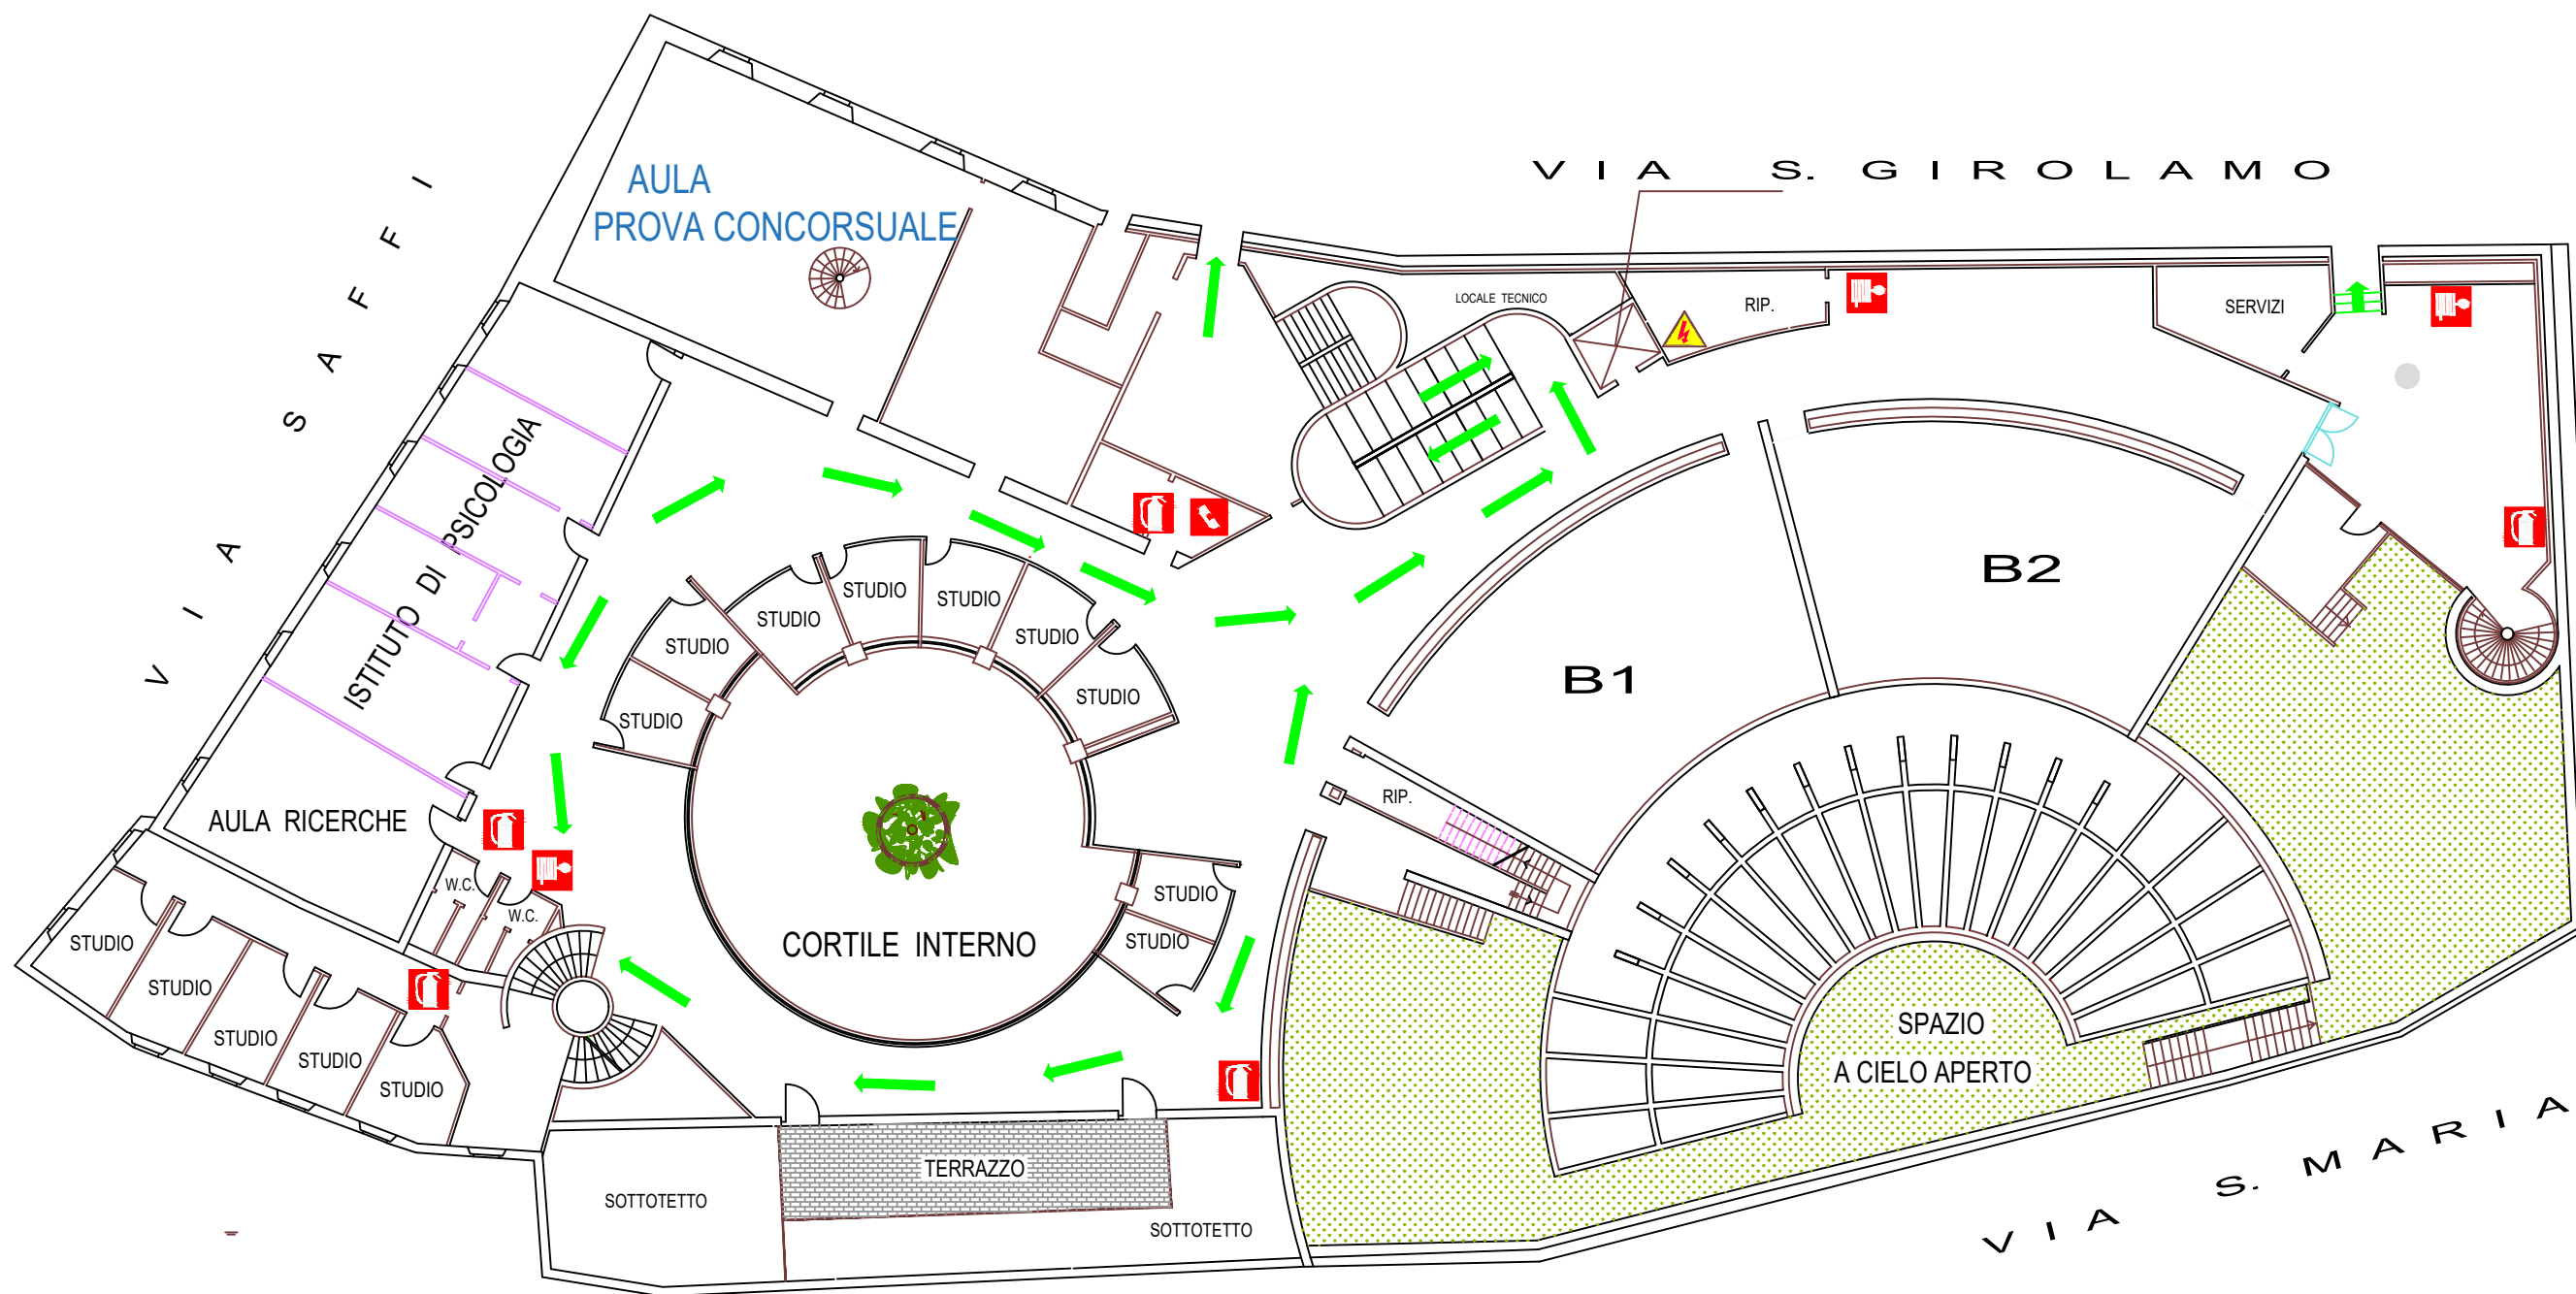 VIA S. GIROLAMO
VIA SAFFI
AULA
PROVA CONCORSUALE
LOCALE TECNICO
RIP.
SERVIZI
ISTITUTO DI PSICOLOGIA
STUDIO
STUDIO
STUDIO
STUDIO
STUDIO
STUDIO
STUDIO
B2
B1
RIP.
AULA RICERCHE
W.C.
W.C.
STUDIO
STUDIO
CORTILE INTERNO
STUDIO
STUDIO
STUDIO
STUDIO
STUDIO
SPAZIO
A CIELO APERTO
TERRAZZO
SOTTOTETTO
SOTTOTETTO
VIA S. MARIA